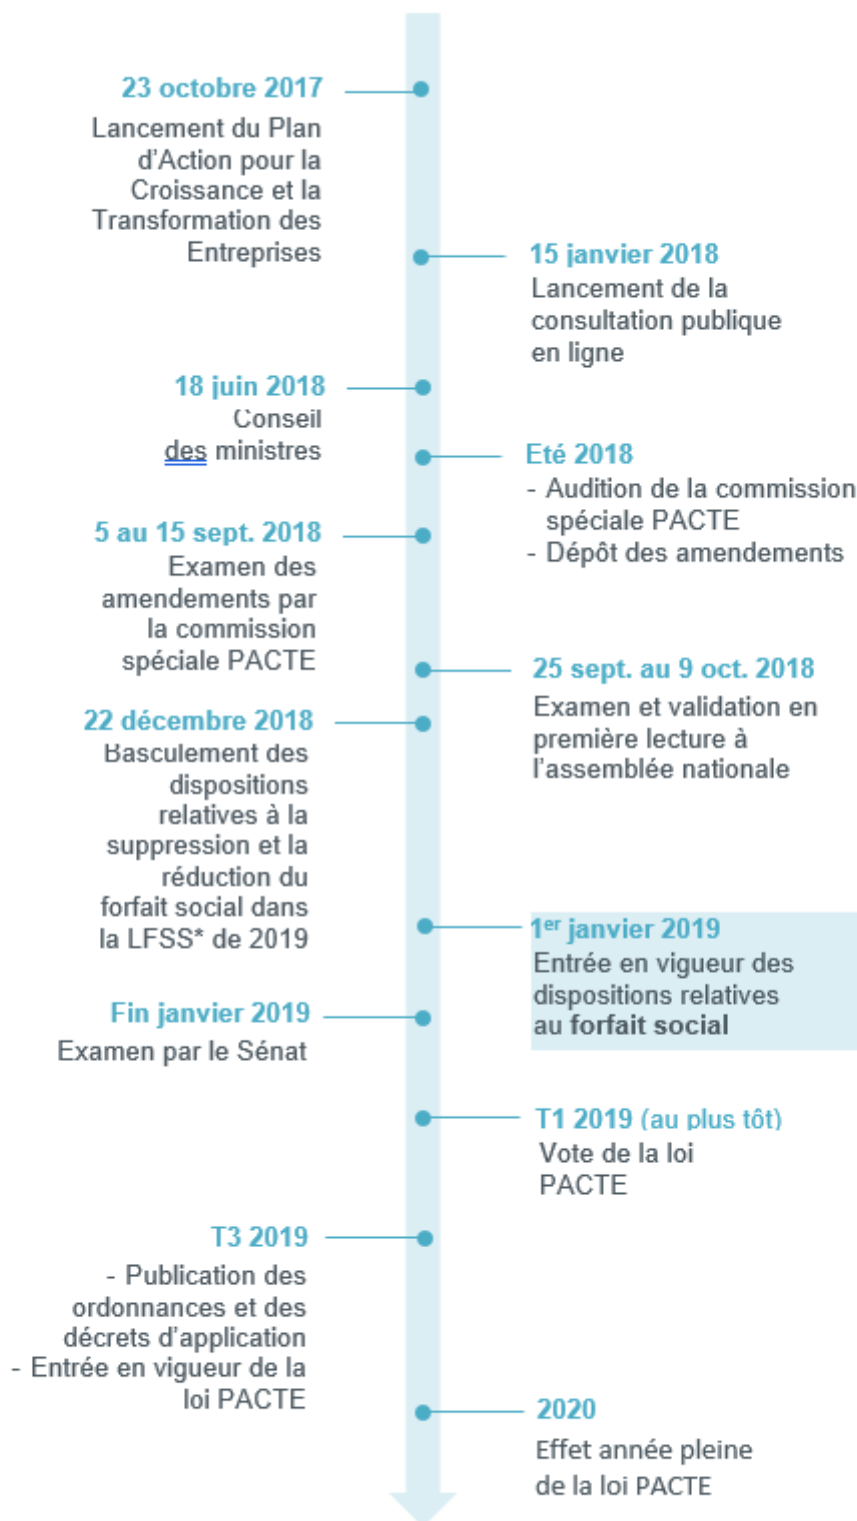 23 octobre 2017
Lancement du Plan
d'Action pour la
Croissance et la
Transformation des
Entreprises
15 janvier 2018
Lancement de la
consultation publique
en ligne
18 juin 2018
Conseil
des ministres
Eté 2018
- Audition de la commission
spéciale PACTE
- Dépôt des amendements
5 au 15 sept. 2018
Examen des
amendements par
la commission
spéciale PACTE
25 sept. au 9 oct. 2018
Examen et validation en
première lecture à
l'assemblée nationale
22 décembre 2018
Basculement des
dispositions
relatives à la
suppression et la
réduction du
forfait social dans
la LFSS* de 2019
1er janvier 2019
Entrée en vigueur des
dispositions relatives
au forfait social
Fin janvier 2019
Examen par le Sénat
T1 2019 (au plus tôt)
Vote de la loi
PACTE
T3 2019
- Publication des
ordonnances et des
décrets d'application
- Entrée en vigueur de la
loi PACTE
2020
Effet année pleine
de la loi PACTE